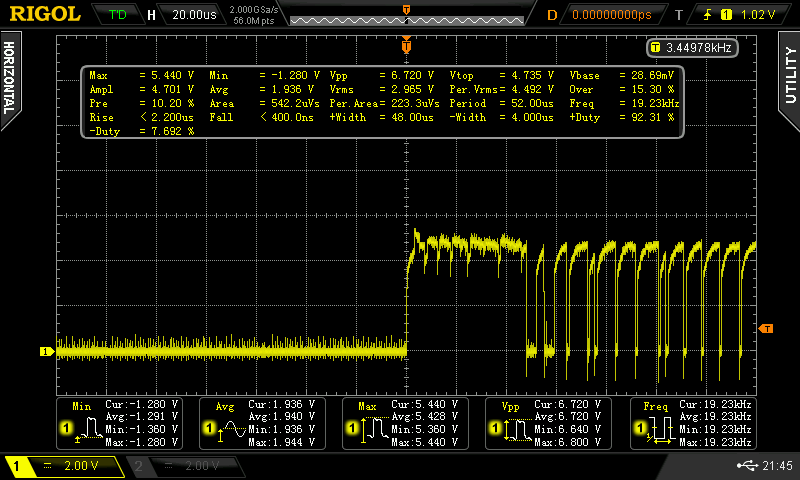 RIGOL T'D H 20.00us 2.000GSa/s 56.0M pts D 0.00000000ps T 1 1.02 V
HORIZONTAL
UTILITY
T
T 3.44978kHz
Max = 5.440 V Min = -1.280 V Vpp = 6.720 V Vtop = 4.735 V Vbase = 28.69mV
Ampl = 4.701 V Avg = 1.936 V Vrms = 2.965 V Per.Vrms= 4.492 V Over = 15.30 %
Pre = 10.20 % Area = 542.2uVs Per.Area= 223.3uVs Period = 52.00us Freq = 19.23kHz
Rise < 2.200us Fall < 400.0ns +Width = 48.00us -Width = 4.000us +Duty = 92.31 %
-Duty = 7.692 %
T
1
Min Cur:-1.280 V
Avg:-1.291 V
1 Min:-1.360 V
Max:-1.280 V
Avg Cur:1.936 V
Avg:1.940 V
1 Min:1.936 V
Max:1.944 V
Max Cur:5.440 V
Avg:5.428 V
1 Min:5.360 V
Max:5.440 V
Vpp Cur:6.720 V
Avg:6.720 V
1 Min:6.640 V
Max:6.800 V
Freq Cur:19.23kHz
Avg:19.23kHz
1 Min:19.23kHz
Max:19.23kHz
1 = 2.00 V 2 = 2.00 V 21:45